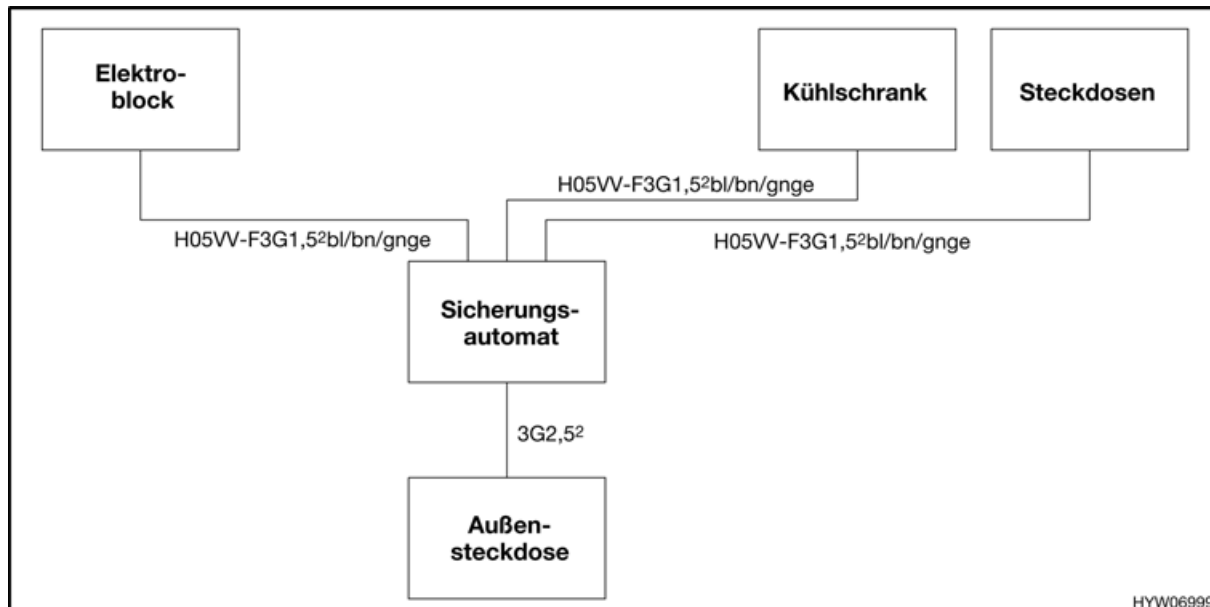 Elektro-
block
Kühlschrank
Steckdosen
H05VV-F3G1,5²bl/bn/gnge
H05VV-F3G1,5²bl/bn/gnge
H05VV-F3G1,5²bl/bn/gnge
Sicherungs-
automat
3G2,5²
Außen-
steckdose
HYW06999